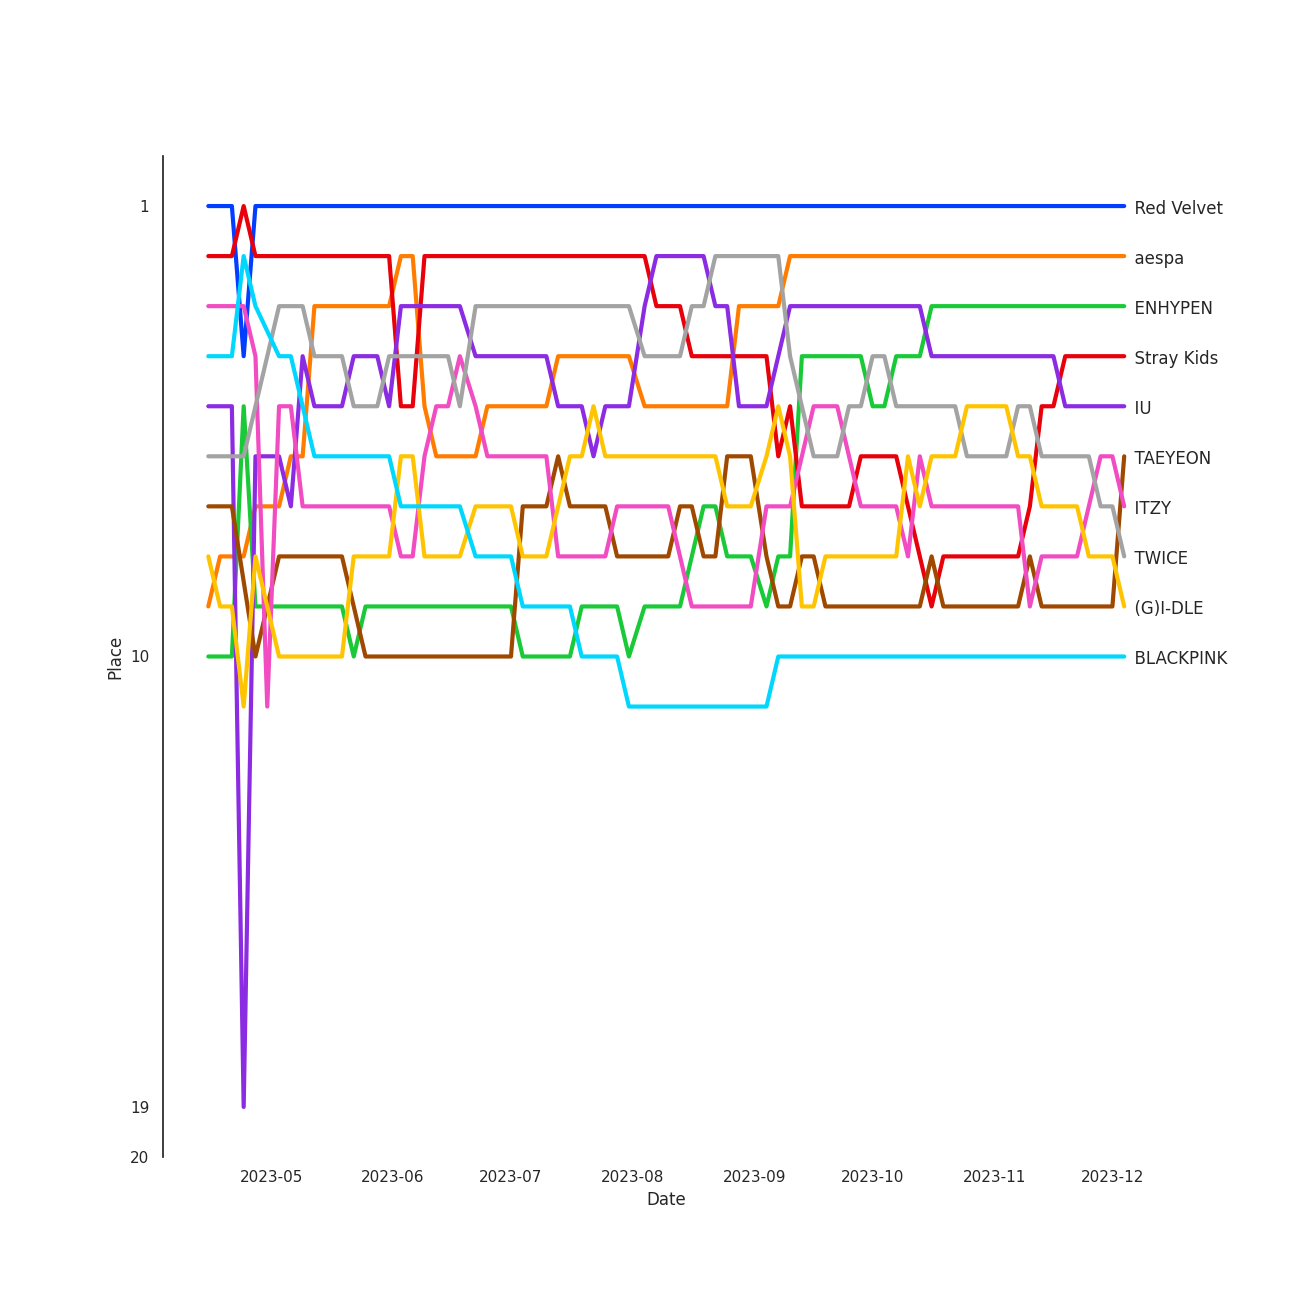 1
10
19
20
Place
Red Velvet
aespa
ENHYPEN
Stray Kids
IU
TAEYEON
ITZY
TWICE
(G)I-DLE
BLACKPINK
2023-05 2023-06 2023-07 2023-08 2023-09 2023-10 2023-11 2023-12
Date